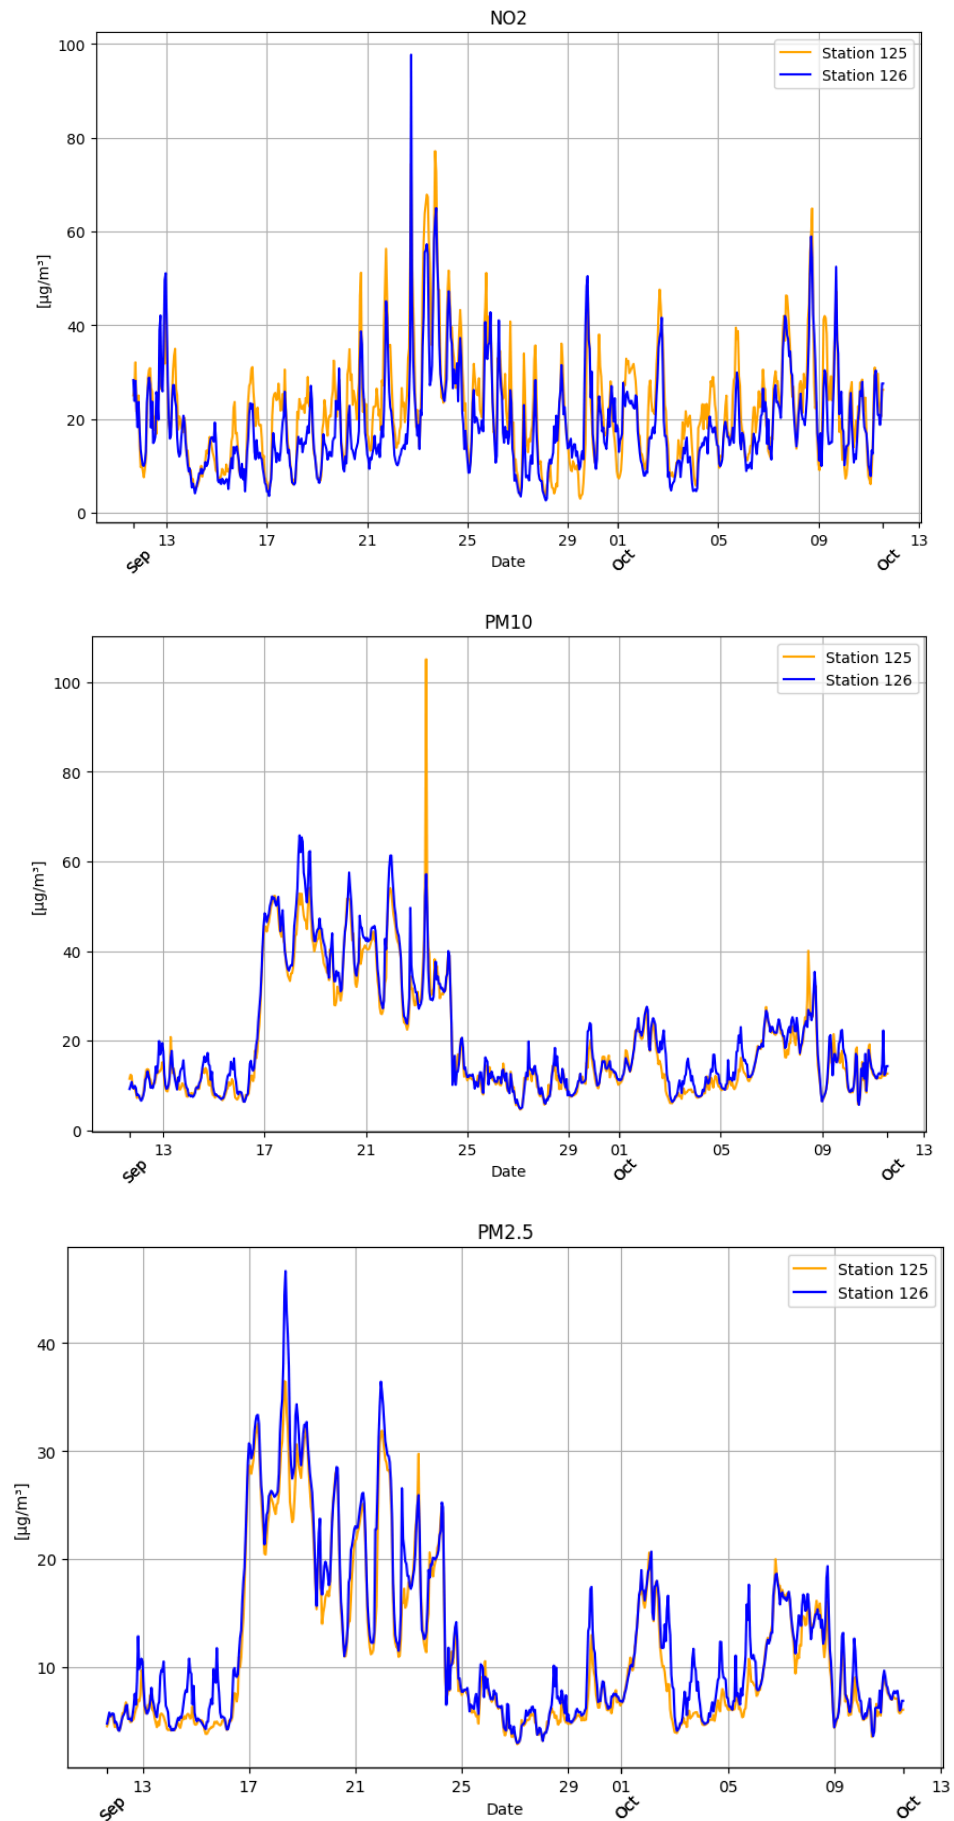 NO2
Station 125
Station 126
100
80
60
40
20
0
[µg/m³]
13 17 21 25 29 01 05 09 13
Sep Oct Oct
Date
PM10
Station 125
Station 126
100
80
60
40
20
0
[µg/m³]
13 17 21 25 29 01 05 09 13
Sep Oct Oct
Date
PM2.5
Station 125
Station 126
40
30
20
10
[µg/m³]
13 17 21 25 29 01 05 09 13
Sep Oct Oct
Date